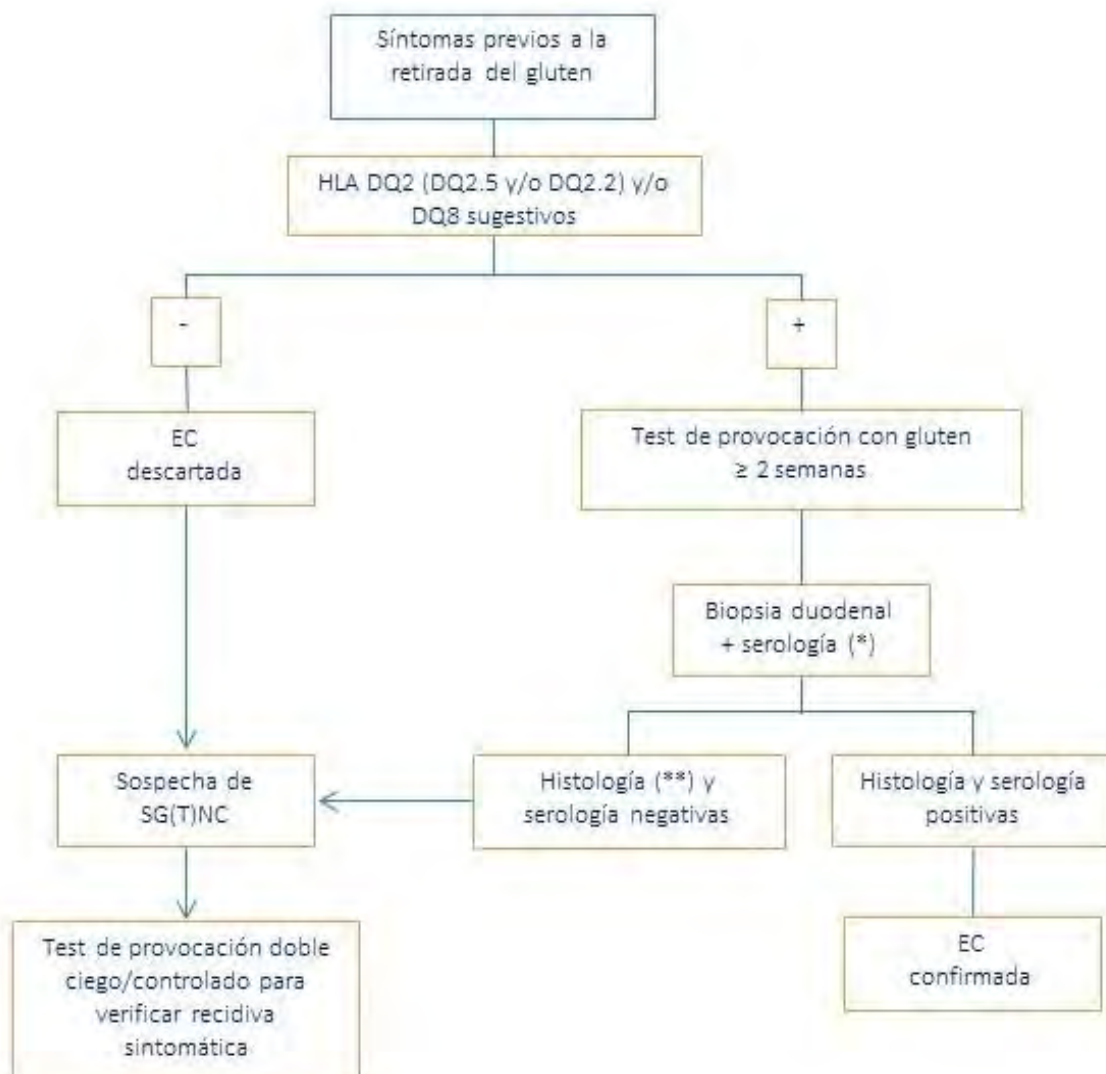 Síntomas previos a la
retirada del gluten
HLA DQ2 (DQ2.5 y/o DQ2.2) y/o
DQ8 sugestivos
-
+
EC
descartada
Test de provocación con gluten
≥ 2 semanas
Biopsia duodenal
+ serología (*)
Sospecha de
SG(T)NC
Histología (**) y
serología negativas
Histología y serología
positivas
Test de provocación doble
ciego/controlado para
verificar recidiva
sintomática
EC
confirmada